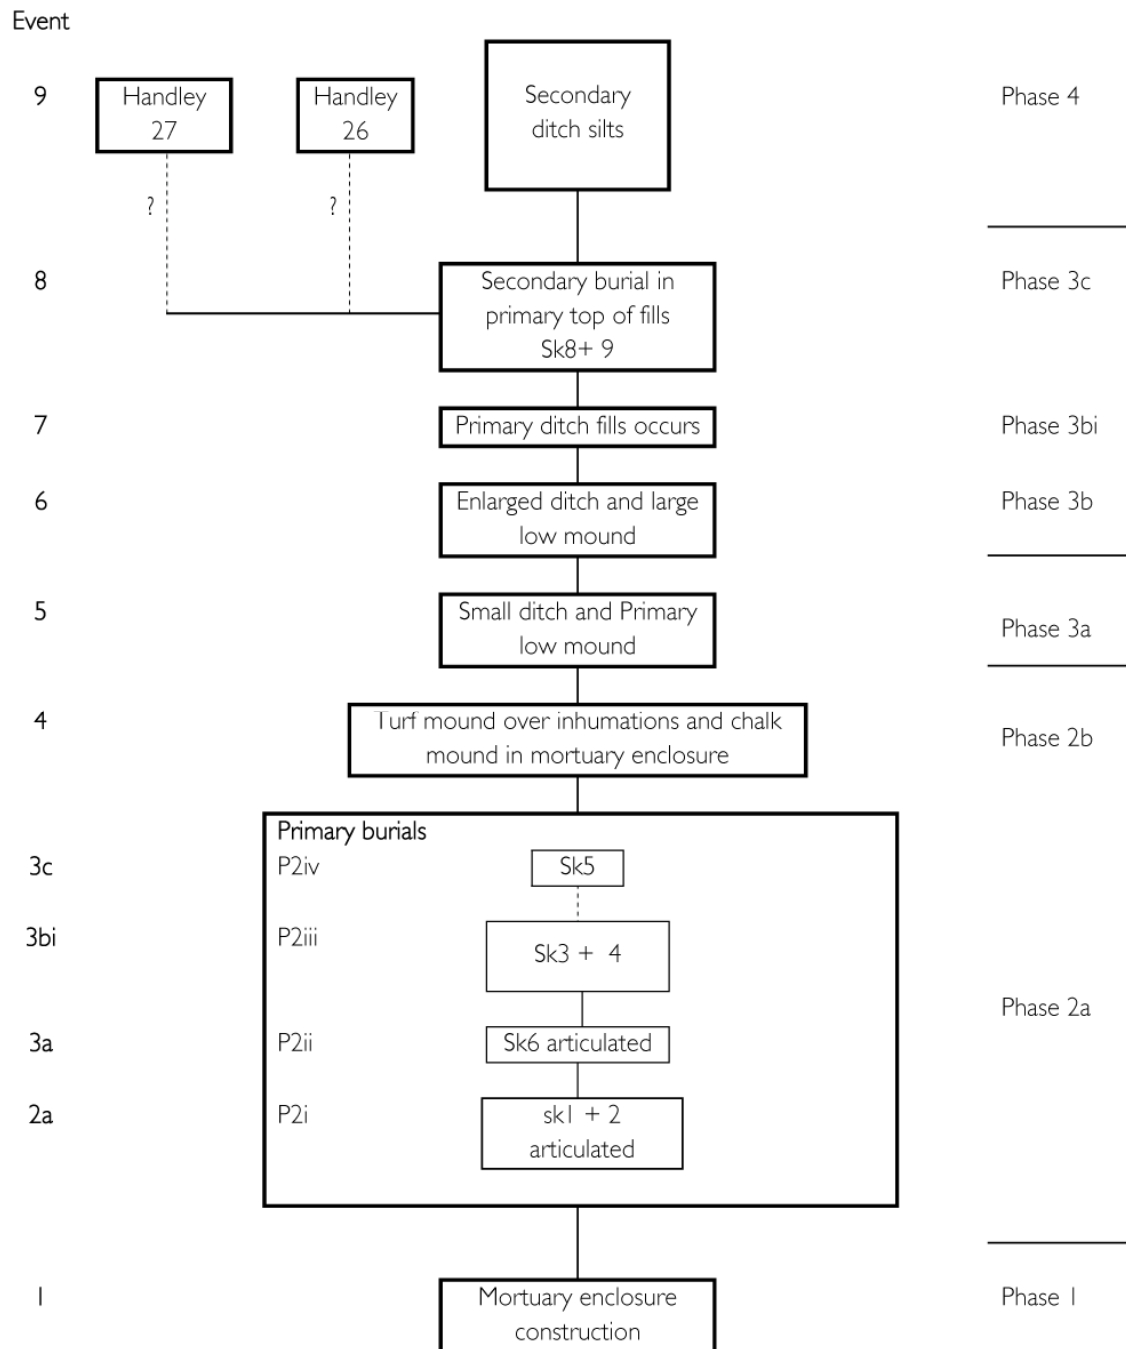 Event
9
Handley
27
Handley
26
Secondary
ditch silts
Phase 4
?
?
8
Secondary burial in
primary top of fills
Sk8+ 9
Phase 3c
7
Primary ditch fills occurs
Phase 3bi
6
Enlarged ditch and large
low mound
Phase 3b
5
Small ditch and Primary
low mound
Phase 3a
4
Turf mound over inhumations and chalk
mound in mortuary enclosure
Phase 2b
Primary burials
3c
P2iv
Sk5
3bi
P2iii
Sk3 + 4
Phase 2a
3a
P2ii
Sk6 articulated
2a
P2i
sk1 + 2
articulated
1
Mortuary enclosure
construction
Phase 1